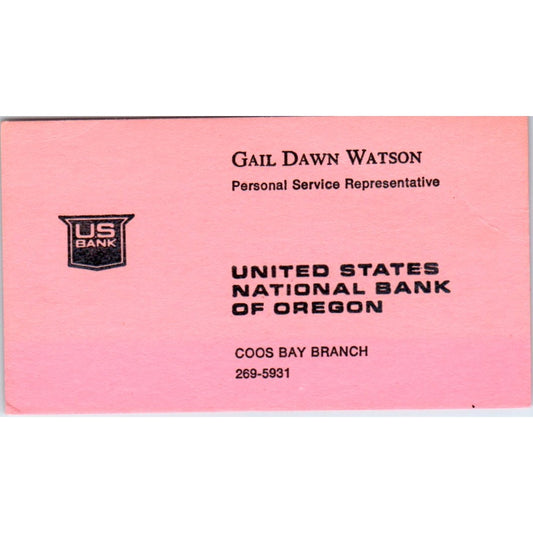 GAIL DAWN WATSON
Personal Service Representative
US
BANK
UNITED STATES
NATIONAL BANK
OF OREGON
COOS BAY BRANCH
269-5931